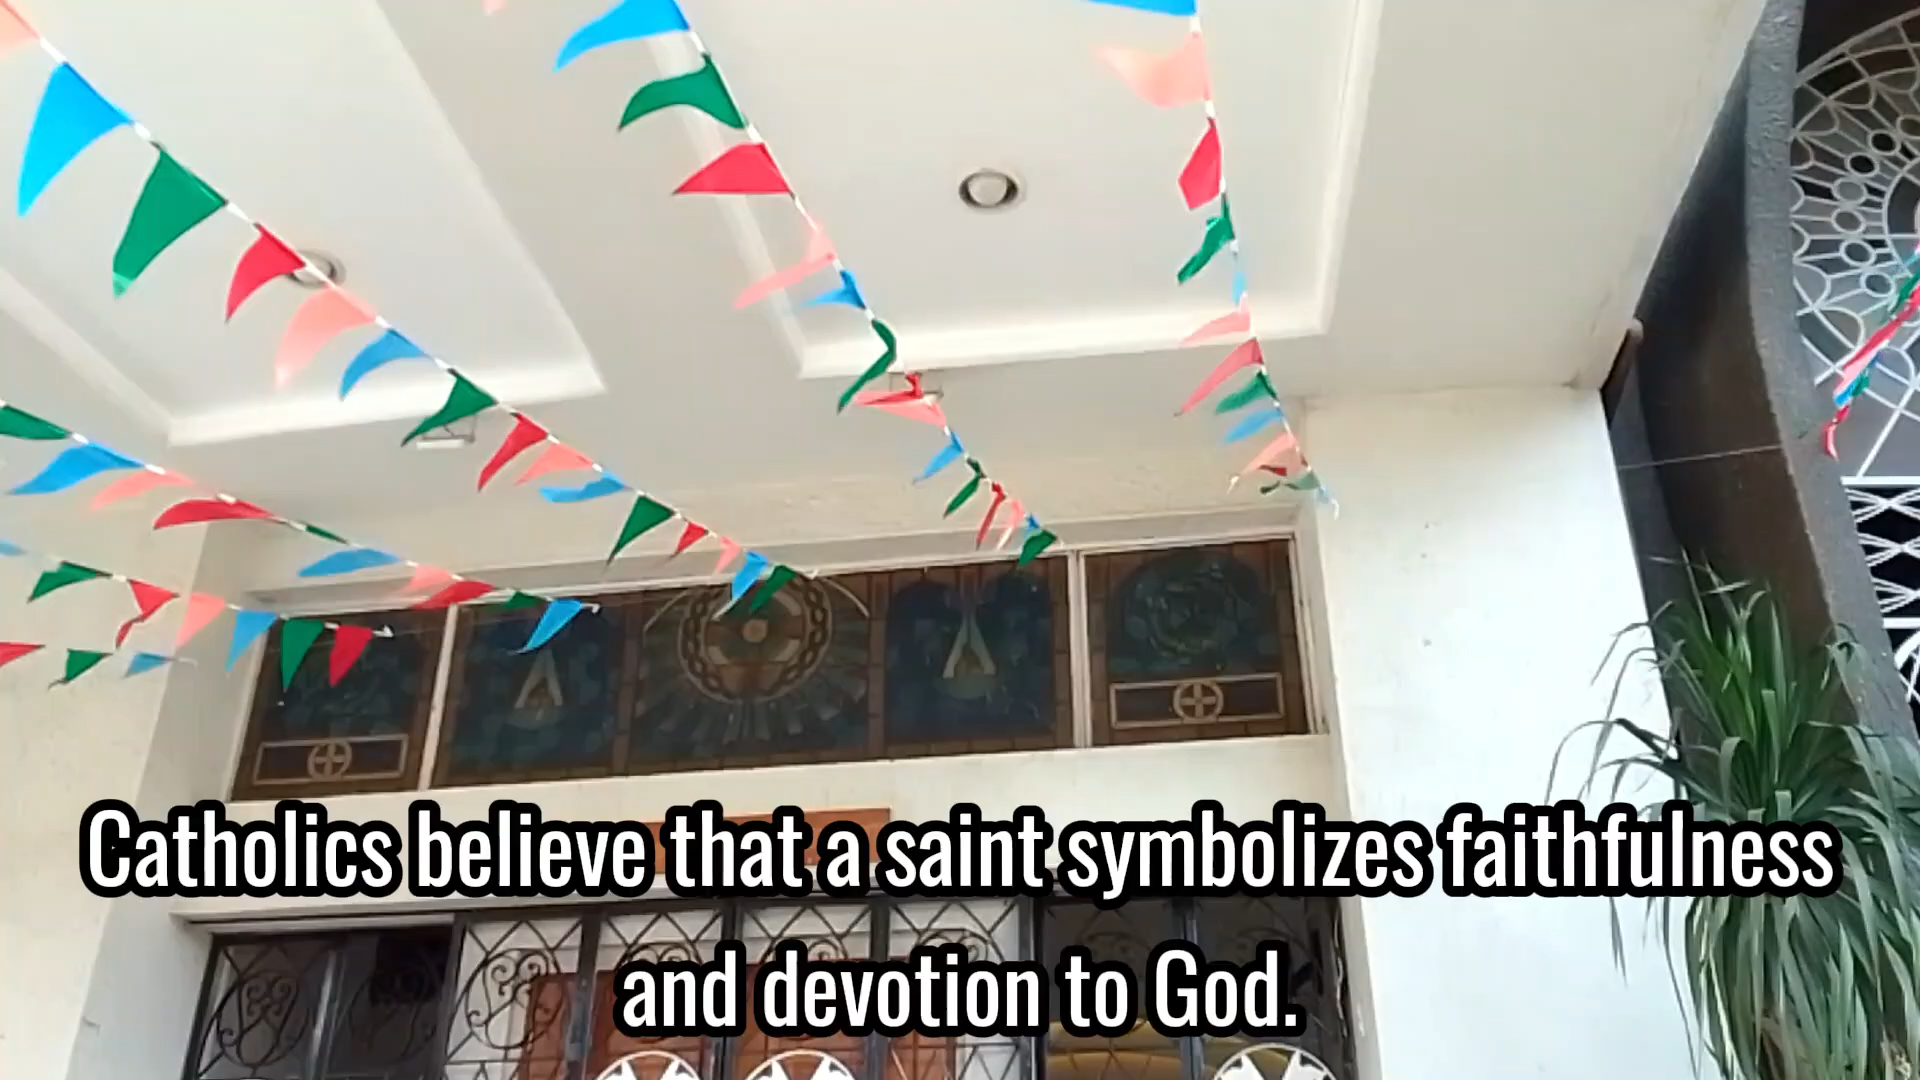 Catholics believe that a saint symbolizes faithfulness
and devotion to God.